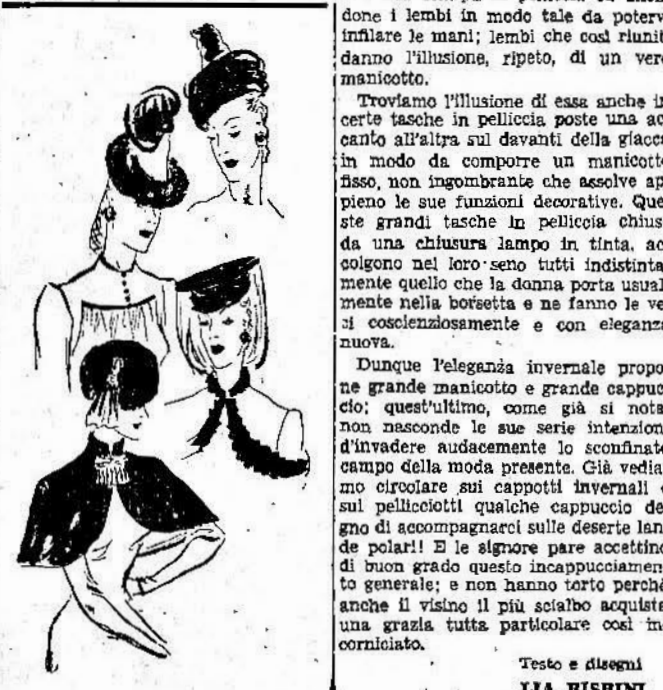 done i lembi in modo tale da poterv
infilare le mani; lembi che così riunit
danno l'illusione, ripeto, di un ver
manicotto.
Troviamo l'illusione di essa anche i
certe tasche in pelliccia poste una ac
canto all'altra sul davanti della giacca
in modo da comporre un manicotto
fisso, non ingombrante che assolve ap
pieno le sue funzioni decorative. Que
ste grandi tasche in pelliccia chius
da una chiusura lampo in tinta, ac
colgono nel loro seno tutti indistinta
mente quello che la donna porta usual
mente nella borsetta e ne fanno le ve
ci coscienziosamente e con eleganza
nuova.
Dunque l'eleganza invernale propo
ne grande manicotto e grande cappuc
cio; quest'ultimo, come già si nota
non nasconde le sue serie intenzion
d'invadere audacemente lo sconfinato
campo della moda presente. Già vedia
mo circolare sui cappotti invernali e
sui pellicciotti qualche cappuccio de
gno di accompagnarci sulle deserte lan
de polari! E le signore pare accettino
di buon grado questo incappucciamen
to generale; e non hanno torto perchè
anche il visino il più scialbo acquista
una grazia tutta particolare così in
corniciato.
Testo e disegni
LIA RISPINI